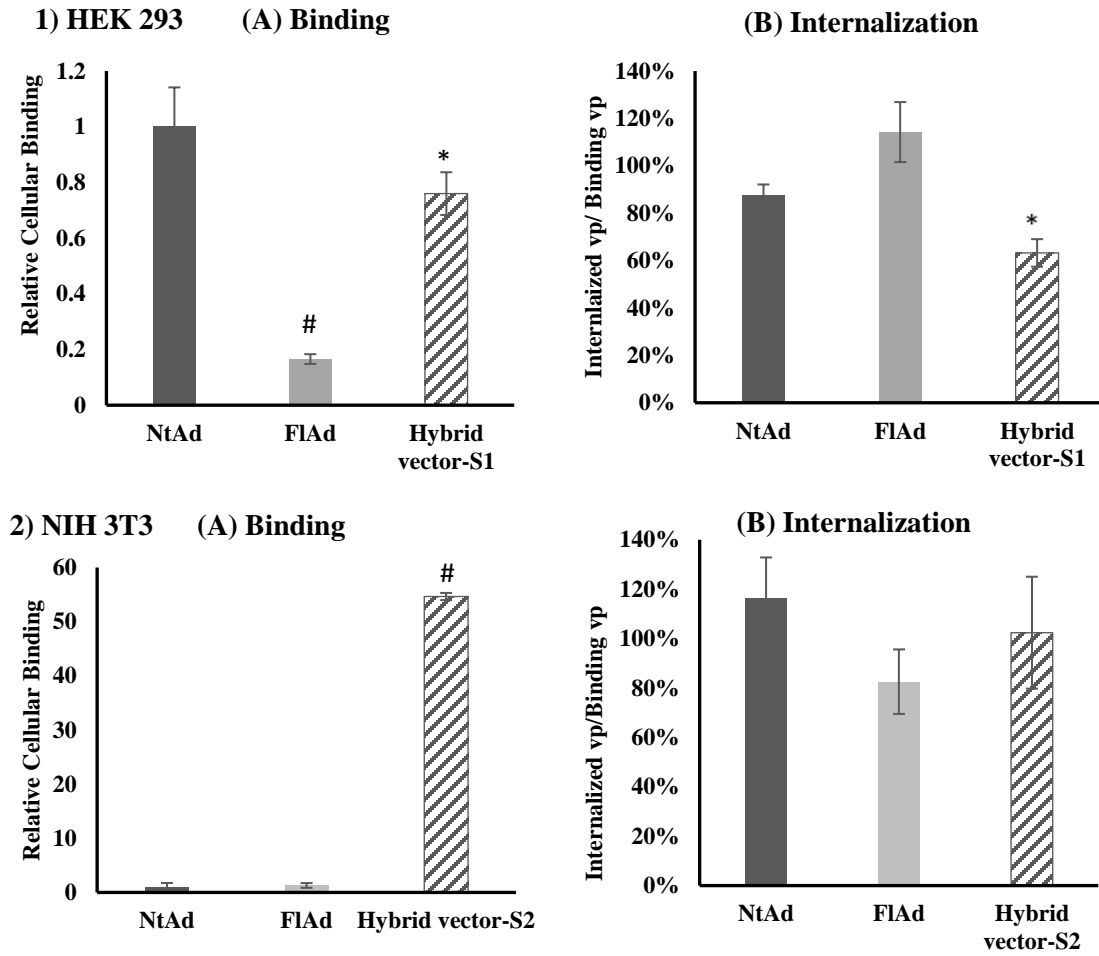 1) HEK 293 (A) Binding
Relative Cellular Binding
1.2
1
0.8
0.6
0.4
0.2
0
#
*
NtAd FlAd Hybrid
vector-S1
(B) Internalization
Internlaized vp/ Binding vp
140%
120%
100%
80%
60%
40%
20%
0%
*
NtAd FlAd Hybrid
vector-S1
2) NIH 3T3 (A) Binding
Relative Cellular Binding
60
50
40
30
20
10
0
#
NtAd FlAd Hybrid vector-S2
(B) Internalization
Internalized vp/Binding vp
140%
120%
100%
80%
60%
40%
20%
0%
NtAd FlAd Hybrid
vector-S2